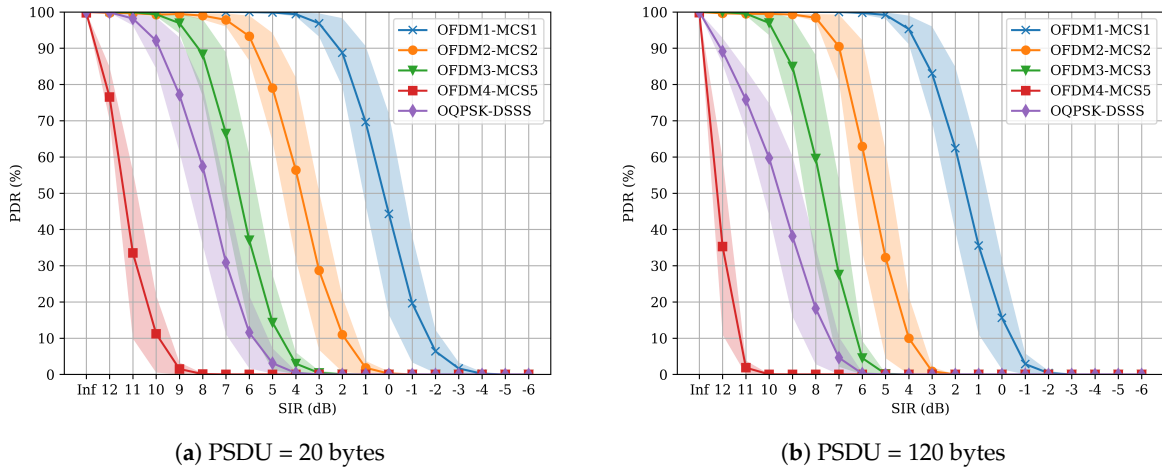 100
90
80
70
60
50
40
30
20
10
0
PDR (%)
Inf 12 11 10 9 8 7 6 5 4 3 2 1 0 -1 -2 -3 -4 -5 -6
SIR (dB)
OFDM1-MCS1
OFDM2-MCS2
OFDM3-MCS3
OFDM4-MCS5
OQPSK-DSSS
(a) PSDU = 20 bytes
100
90
80
70
60
50
40
30
20
10
0
PDR (%)
Inf 12 11 10 9 8 7 6 5 4 3 2 1 0 -1 -2 -3 -4 -5 -6
SIR (dB)
OFDM1-MCS1
OFDM2-MCS2
OFDM3-MCS3
OFDM4-MCS5
OQPSK-DSSS
(b) PSDU = 120 bytes